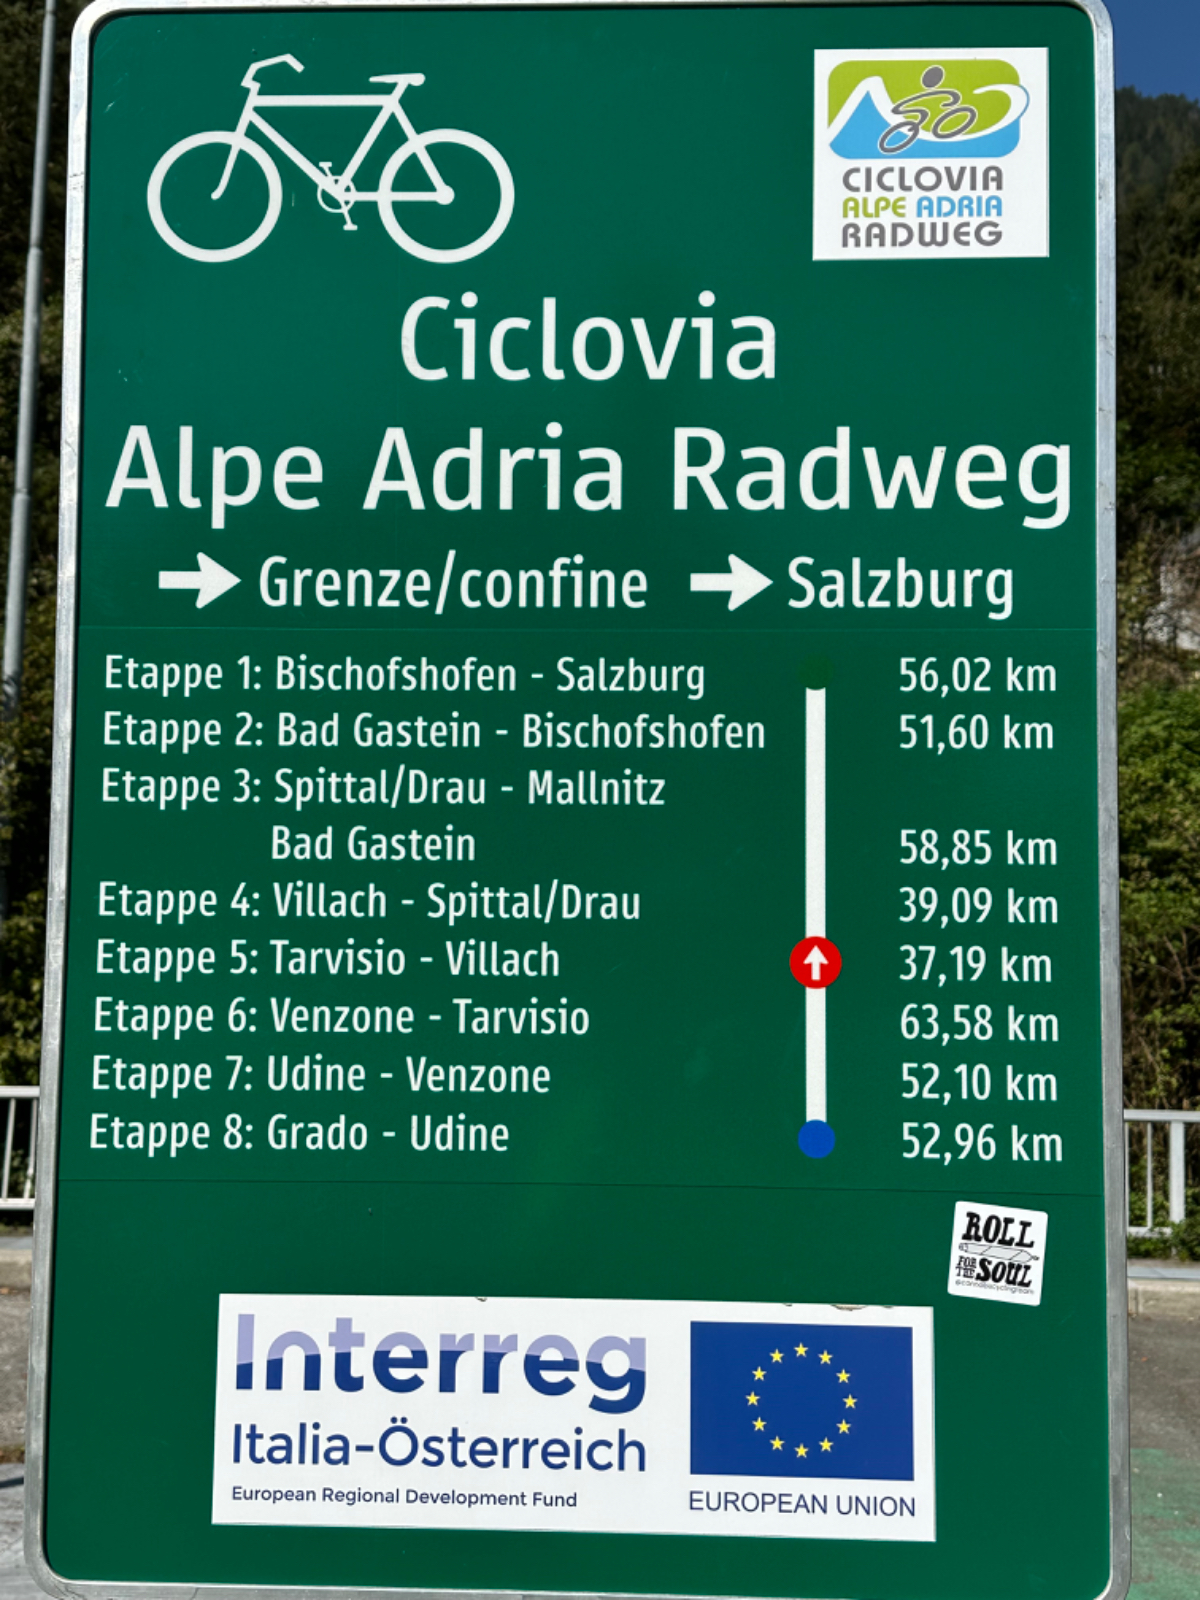 CICLOVIA
ALPE ADRIA
RADWEG
Ciclovia
Alpe Adria Radweg
Grenze/confine Salzburg
Etappe 1: Bischofshofen - Salzburg 56,02 km
Etappe 2: Bad Gastein - Bischofshofen 51,60 km
Etappe 3: Spittal/Drau - Mallnitz
Bad Gastein 58,85 km
Etappe 4: Villach - Spittal/Drau 39,09 km
Etappe 5: Tarvisio - Villach 37,19 km
Etappe 6: Venzone - Tarvisio 63,58 km
Etappe 7: Udine - Venzone 52,10 km
Etappe 8: Grado - Udine 52,96 km
ROLL
FOR THE SOUL
Interreg
Italia-Österreich
European Regional Development Fund
EUROPEAN UNION